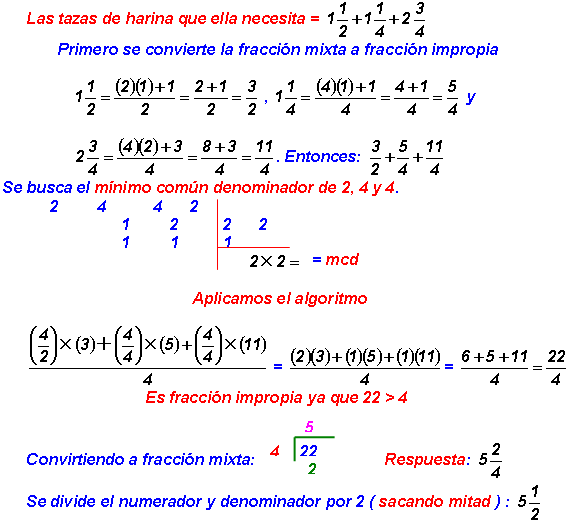 Las tazas de harina que ella necesita = 1 1/2 + 1 1/4 + 2 3/4
Primero se convierte la fracción mixta a fracción impropia
1 1/2 = (2)(1)+1/2 = 2+1/2 = 3/2 , 1 1/4 = (4)(1)+1/4 = 4+1/4 = 5/4 y
2 3/4 = (4)(2)+3/4 = 8+3/4 = 11/4 . Entonces: 3/2 + 5/4 + 11/4
Se busca el mínimo común denominador de 2, 4 y 4.
2 4 4 2
1 2 2 2
1 1 1
2 × 2 = = mcd
Aplicamos el algoritmo
(4/2)×(3)+(4/4)×(5)+(4/4)×(11)/4 = (2)(3)+(1)(5)+(1)(11)/4 = 6+5+11/4 = 22/4
Es fracción impropia ya que 22 > 4
5
Convirtiendo a fracción mixta: 4 22 Respuesta: 5 2/4
2
Se divide el numerador y denominador por 2 ( sacando mitad ) : 5 1/2